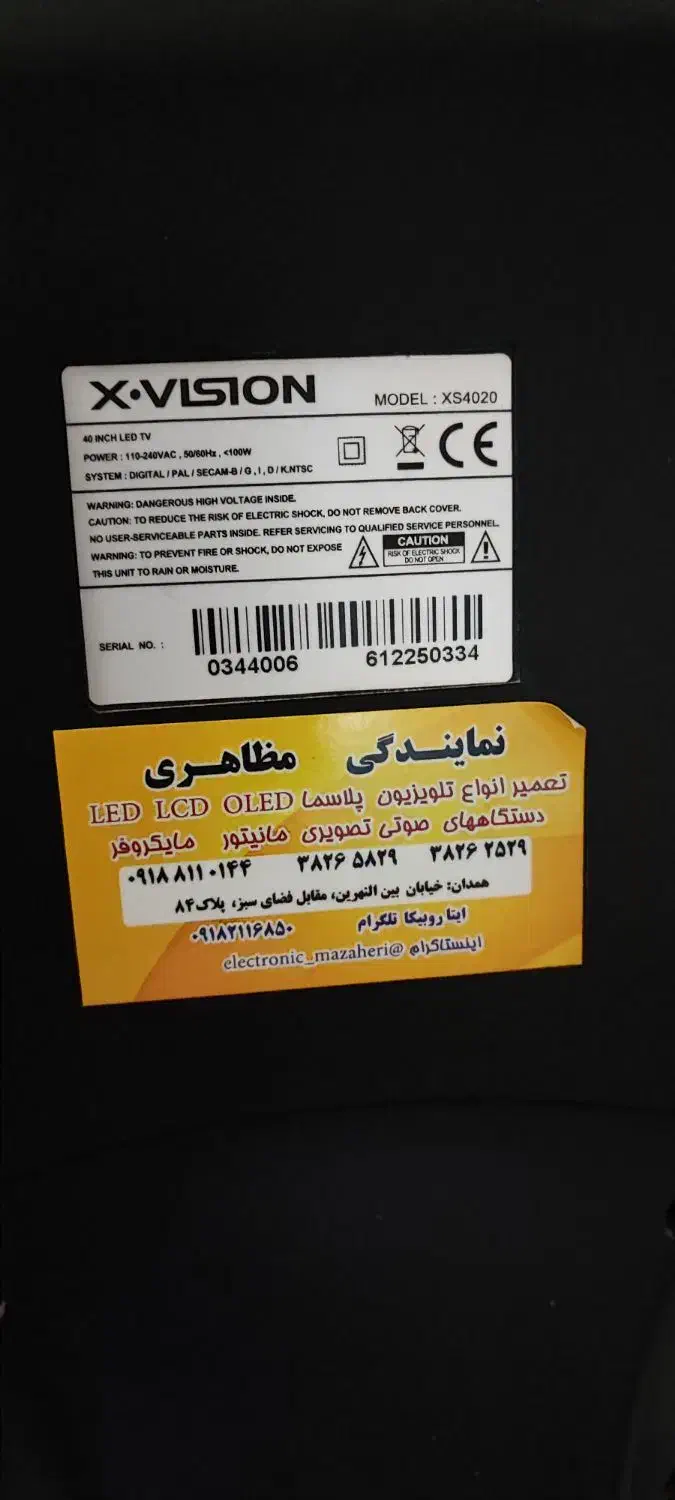 X·VISION MODEL : XS4020
40 INCH LED TV
POWER : 110-240VAC , 50/60Hz , <100W
SYSTEM : DIGITAL / PAL / SECAM-B / G , I , D / K.NTSC
CE
WARNING: DANGEROUS HIGH VOLTAGE INSIDE.
CAUTION: TO REDUCE THE RISK OF ELECTRIC SHOCK, DO NOT REMOVE BACK COVER.
NO USER-SERVICEABLE PARTS INSIDE. REFER SERVICING TO QUALIFIED SERVICE PERSONNEL.
WARNING: TO PREVENT FIRE OR SHOCK, DO NOT EXPOSE
THIS UNIT TO RAIN OR MOISTURE.
CAUTION
RISK OF ELECTRIC SHOCK
DO NOT OPEN
SERIAL NO. :
0344006 612250334
نمایندگی مظاهری
تعمیر انواع تلویزیون پلاسما LED LCD OLED
دستگاههای صوتی تصویری مانیتور مایکروفر
۳۸۲۶ ۲۵۲۹ ۳۸۲۶ ۵۸۲۹ ۰۹۱۸ ۸۱۱ ۰۱۴۴
همدان: خیابان بین النهرین، مقابل فضای سبز، پلاک ۸۴
ایتا روبیکا تلگرام ۰۹۱۸۲۱۱۶۸۵۰
اینستاگرام @electronic_mazaheri